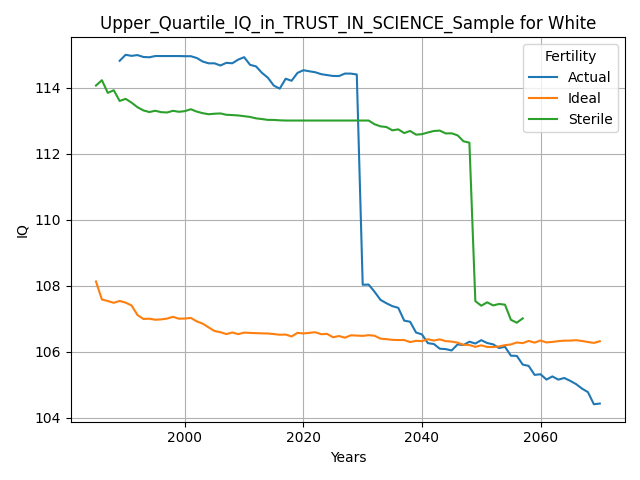 Upper_Quartile_IQ_in_TRUST_IN_SCIENCE_Sample for White
Fertility
Actual
Ideal
Sterile
IQ
114
112
110
108
106
104
2000
2020
2040
2060
Years